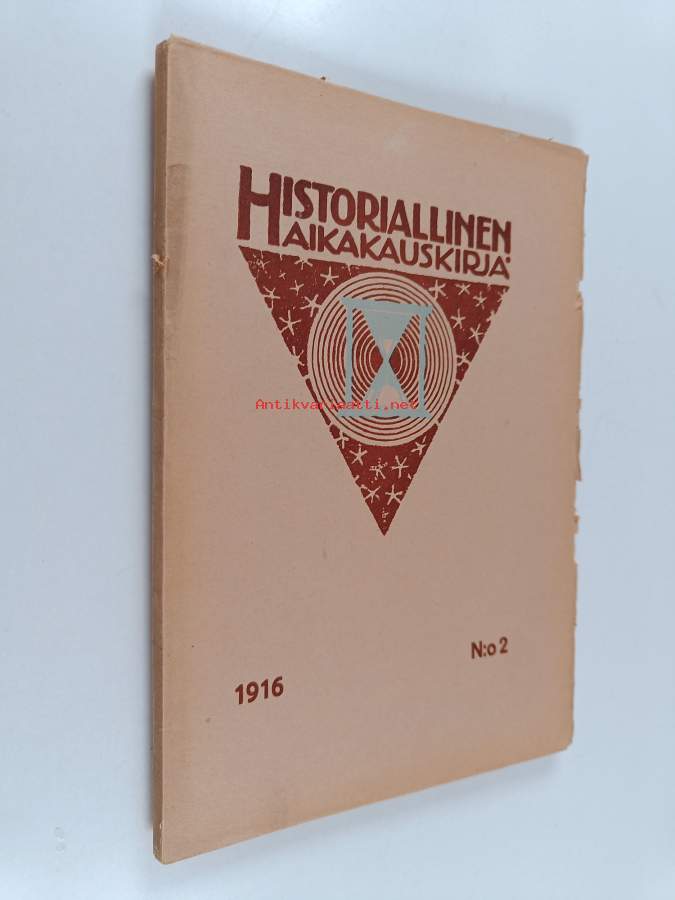 HISTORIALLINEN
AIKAKAUSKIRJA
Antikvariaatti.net
1916
N:o 2